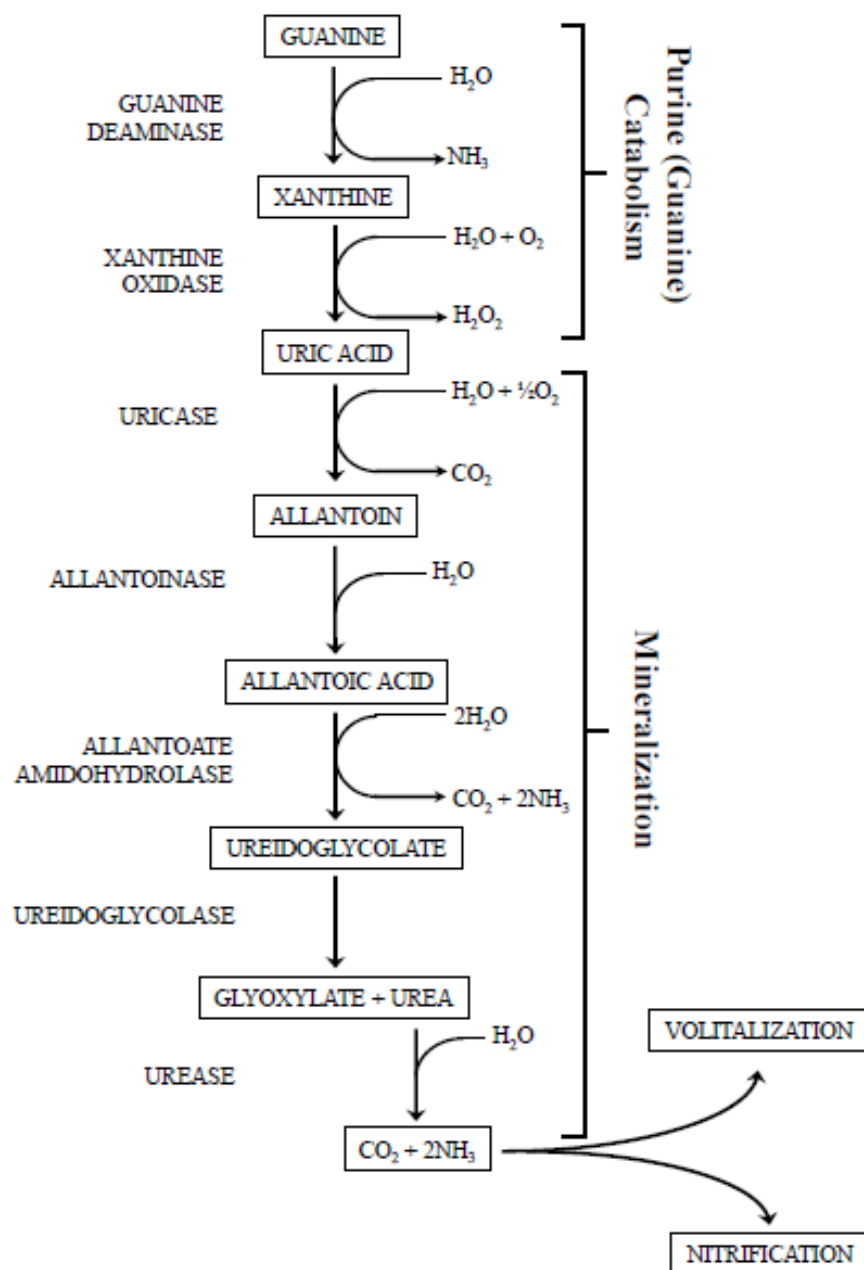 GUANINE
H₂O
GUANINE
DEAMINASE
NH₃
XANTHINE
H₂O + O₂
XANTHINE
OXIDASE
H₂O₂
URIC ACID
Purine (Guanine)
Catabolism
H₂O + ½O₂
URICASE
CO₂
ALLANTOIN
H₂O
ALLANTOINASE
ALLANTOIC ACID
2H₂O
ALLANTOATE
AMIDOHYDROLASE
CO₂ + 2NH₃
UREIDOGLYCOLATE
UREIDOGLYCOLASE
GLYOXYLATE + UREA
H₂O
UREASE
CO₂ + 2NH₃
Mineralization
VOLITALIZATION
NITRIFICATION